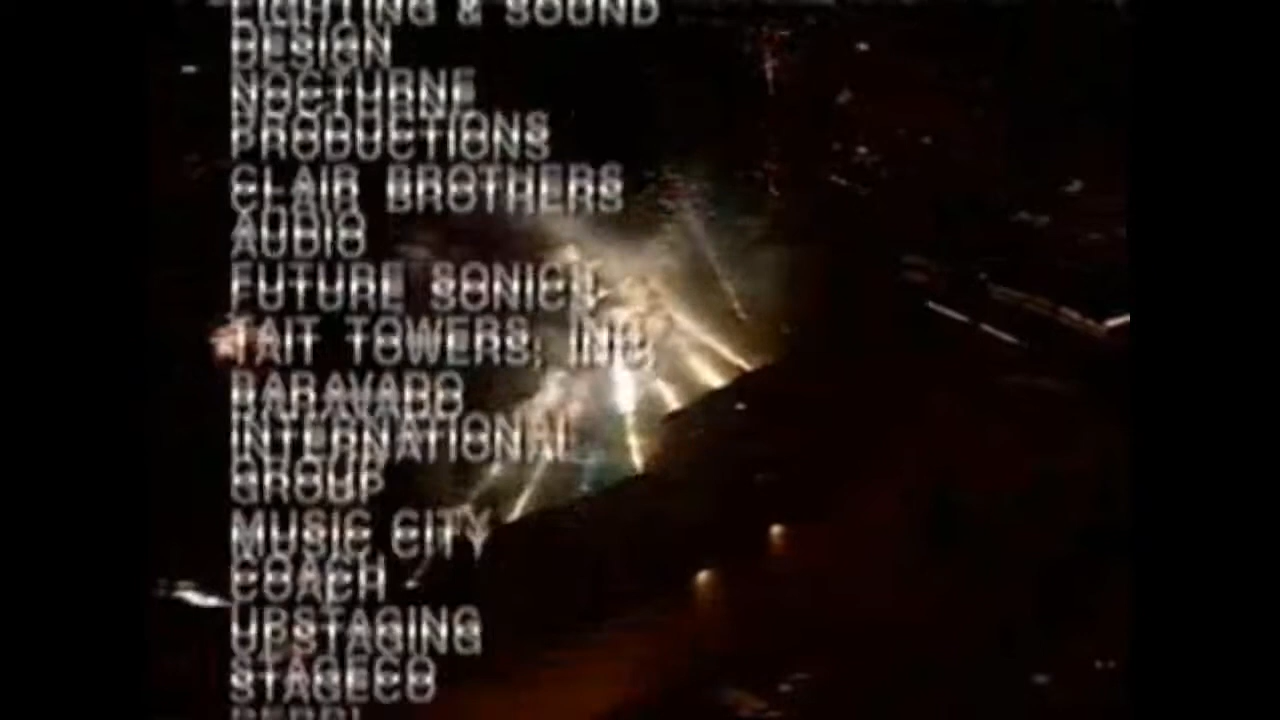 LIGHTING & SOUND
DESIGN
NOCTURNE
PRODUCTIONS
CLAIR BROTHERS
AUDIO
FUTURE SONICS
TAIT TOWERS, INC.
INTERNATIONAL
GROUP
MUSIC CITY
COACH
UPSTAGING
STAGECO